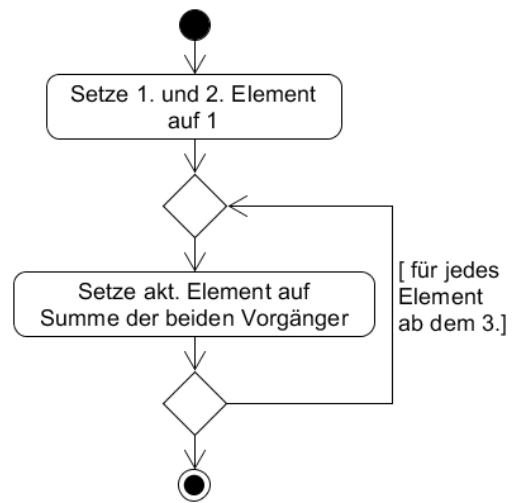 Setze 1. und 2. Element
auf 1
Setze akt. Element auf
Summe der beiden Vorgänger
[ für jedes
Element
ab dem 3.]